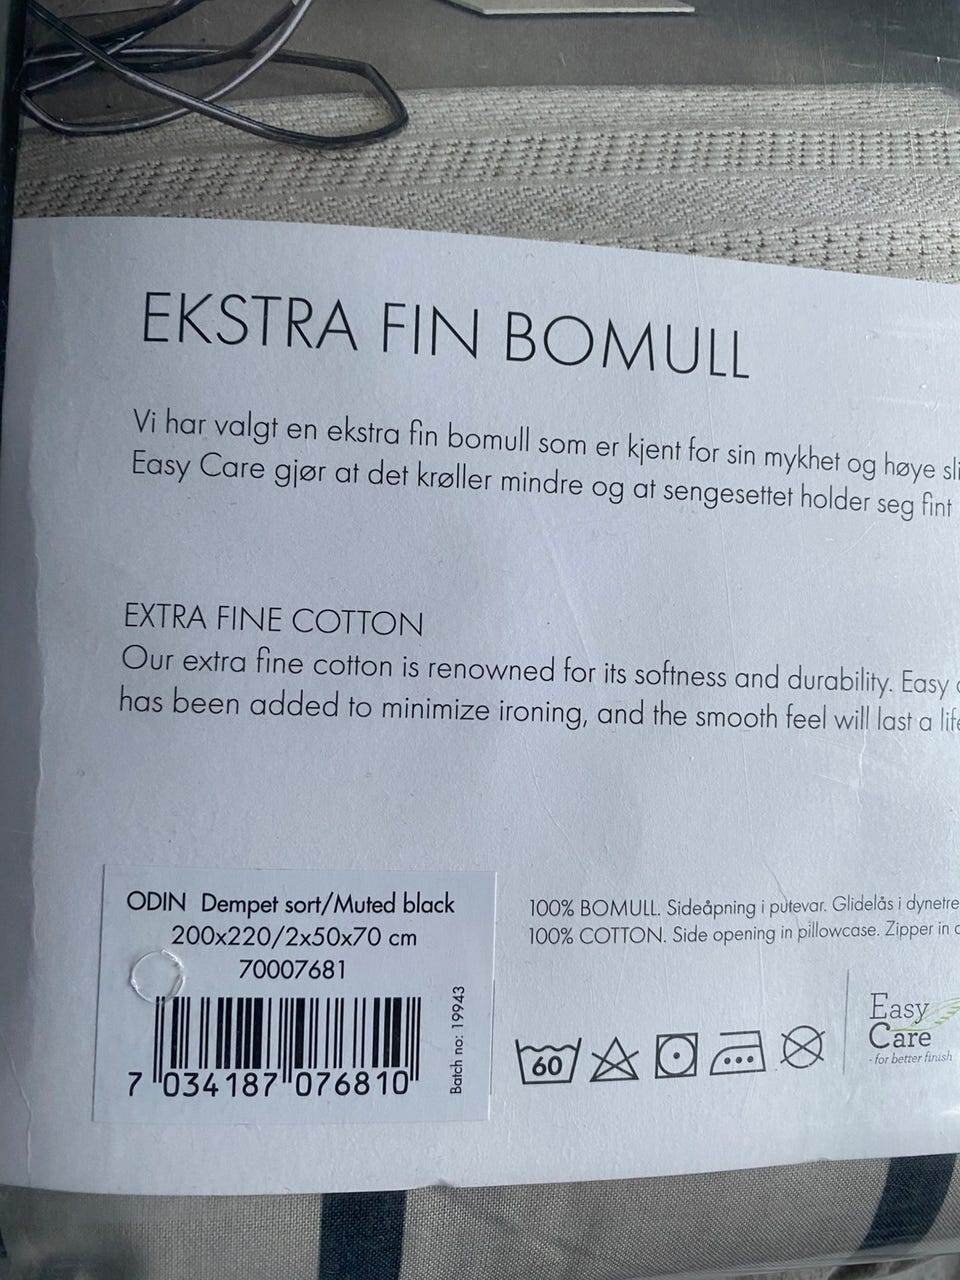 EKSTRA FIN BOMULL
Vi har valgt en ekstra fin bomull som er kjent for sin mykhet og høye
Easy Care gjør at det krøller mindre og at sengesettet holder seg fint
EXTRA FINE COTTON
Our extra fine cotton is renowned for its softness and durability. Easy
has been added to minimize ironing, and the smooth feel will last a
ODIN Dempet sort/Muted black
200x220/2x50x70 cm
70007681
7 034187 076810
Batch no: 19943
100% BOMULL. Sideåpning i putevar. Glidelås i
100% COTTON. Side opening in pillowcase. Zipper in
60
Easy
Care
- for better finish